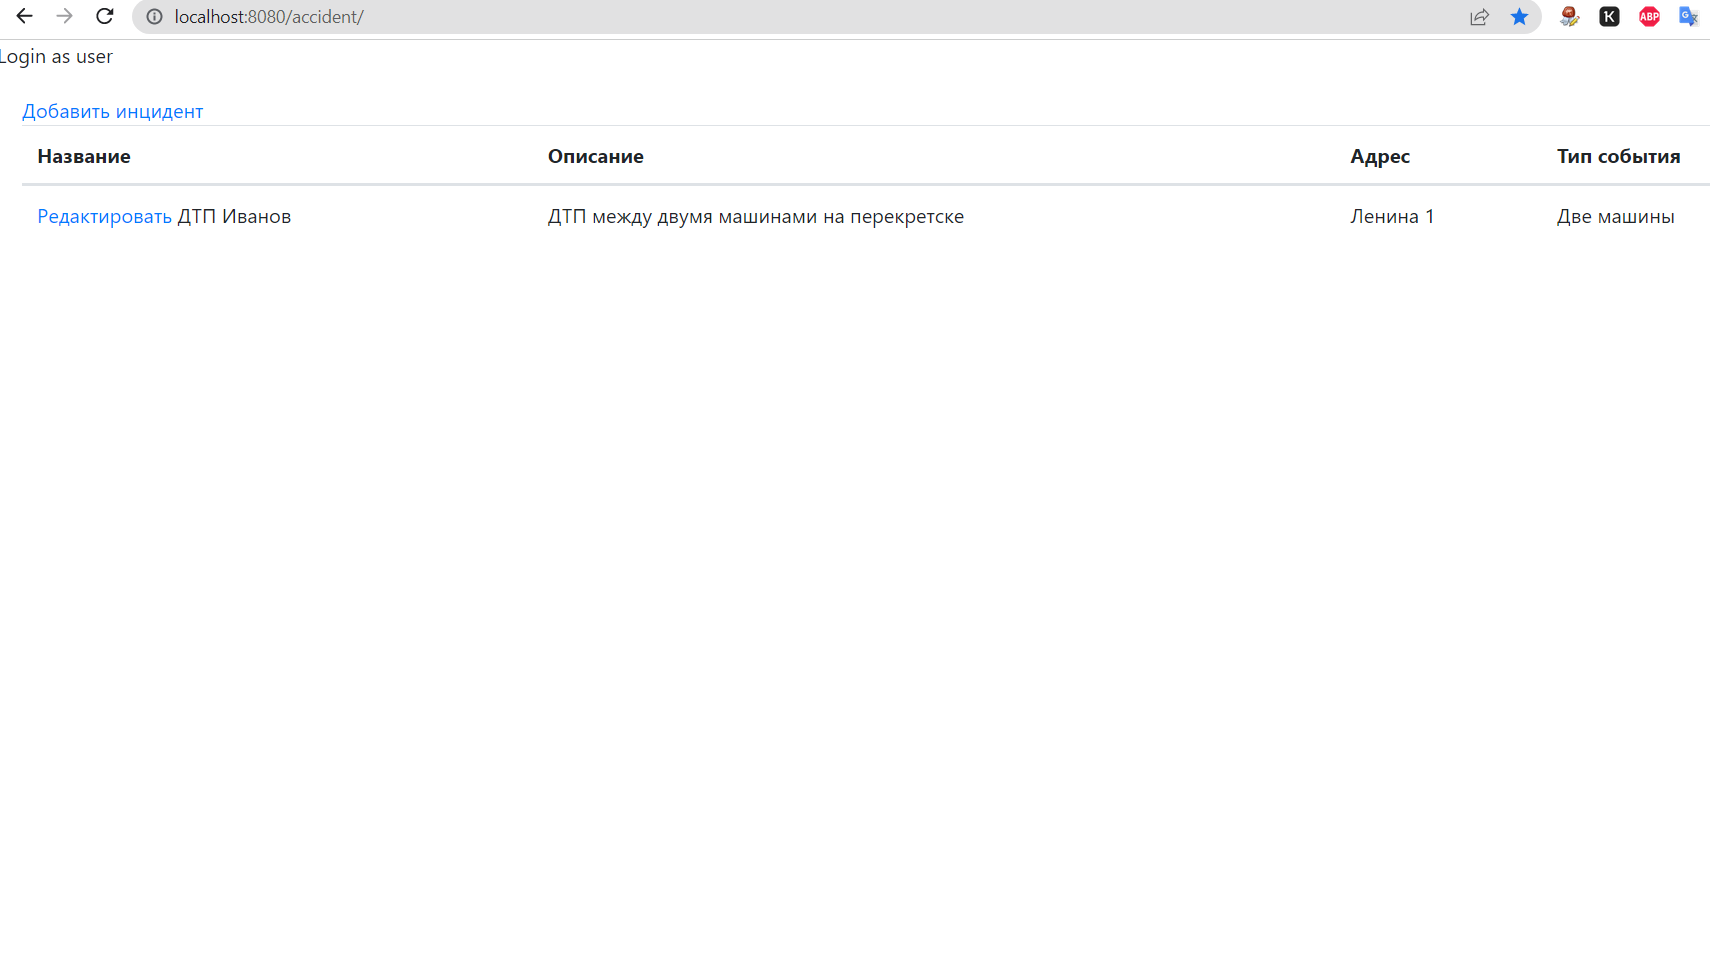 localhost:8080/accident/
K ABP G
Login as user
Добавить инцидент
Название Описание Адрес Тип события
Редактировать ДТП Иванов ДТП между двумя машинами на перекретске Ленина 1 Две машины